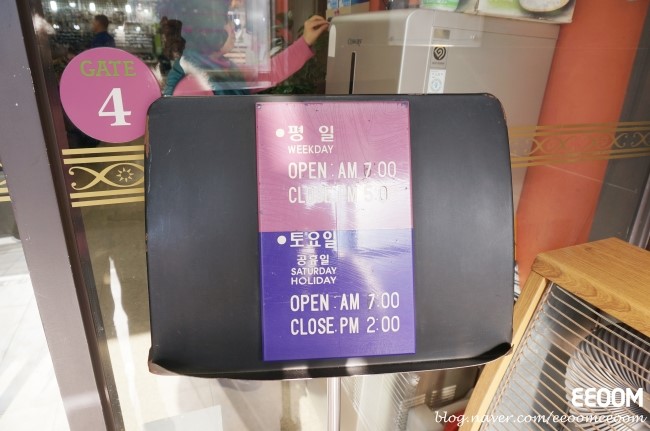 GATE
4
평 일
WEEKDAY
OPEN : AM 7:00
토요일
공휴일
SATURDAY
HOLIDAY
OPEN : AM 7:00
CLOSE PM 2:00
EEOOM
blog.naver.com/eeoomeeoom